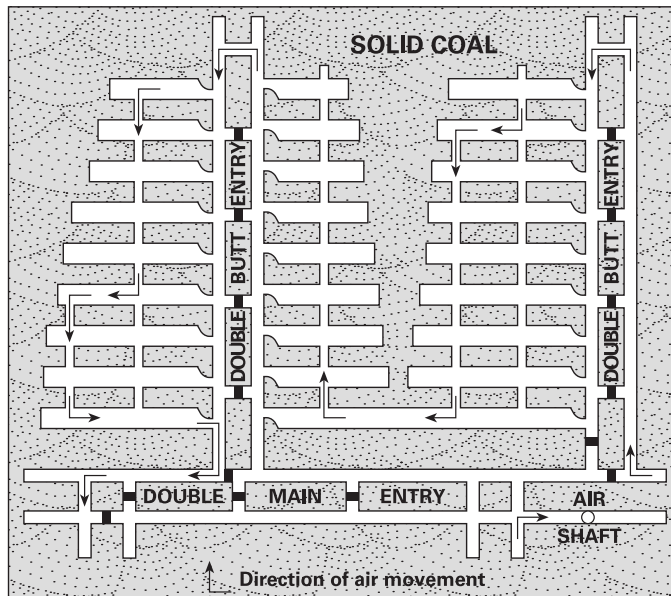 SOLID COAL
DOUBLE BUTT ENTRY
DOUBLE BUTT ENTRY
DOUBLE MAIN ENTRY
AIR
SHAFT
Direction of air movement